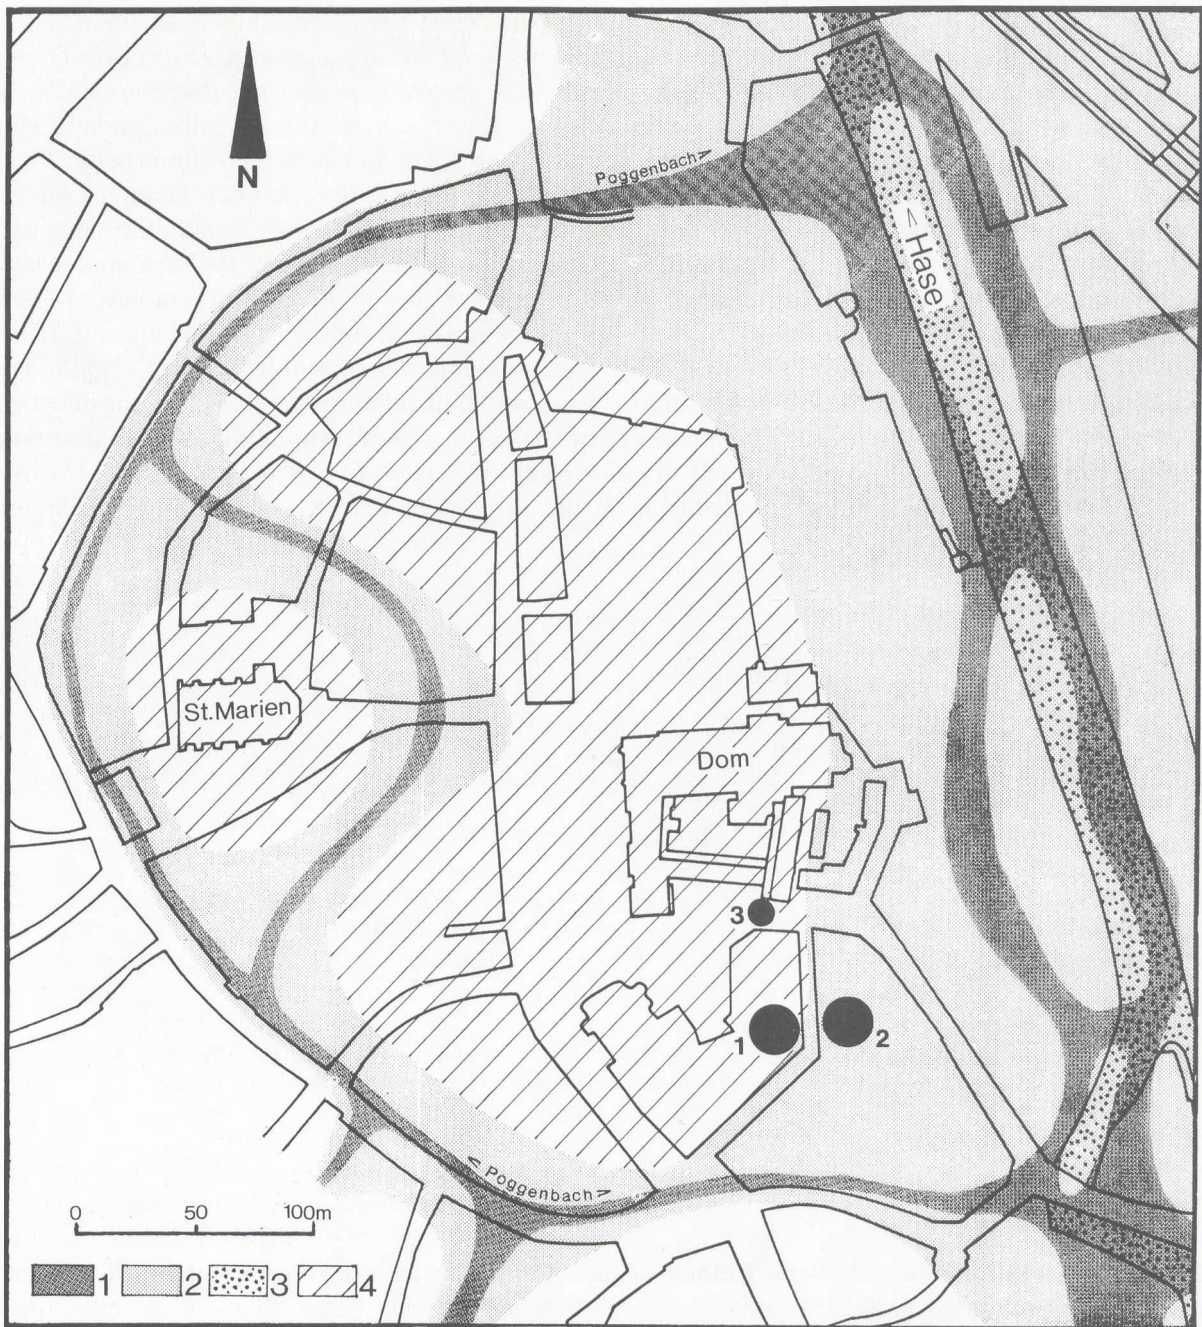 N
Poggenbach >
< Hase
St.Marien
Dom
3
1
2
< Poggenbach >
0 50 100m
1 2 3 4